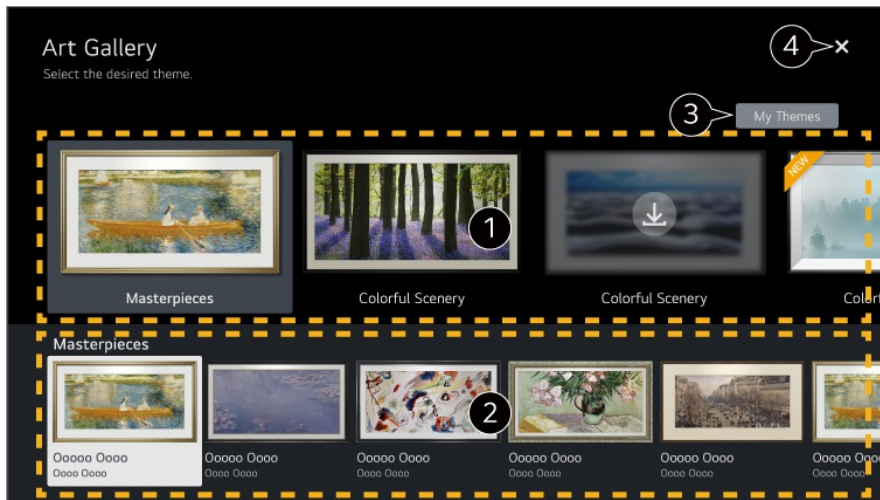 Art Gallery
Select the desired theme.
4
3
My Themes
NEW
1
Masterpieces
Colorful Scenery
Colorful Scenery
Colorf
Masterpieces
2
Ooooo Oooo
Ooooo Oooo
Ooooo Oooo
Ooooo Oooo
Ooooo Oooo
Ooooo Ooo
Oooo Oooo
Oooo Oooo
Oooo Oooo
Oooo Oooo
Oooo Oooo
Oooo Oooo